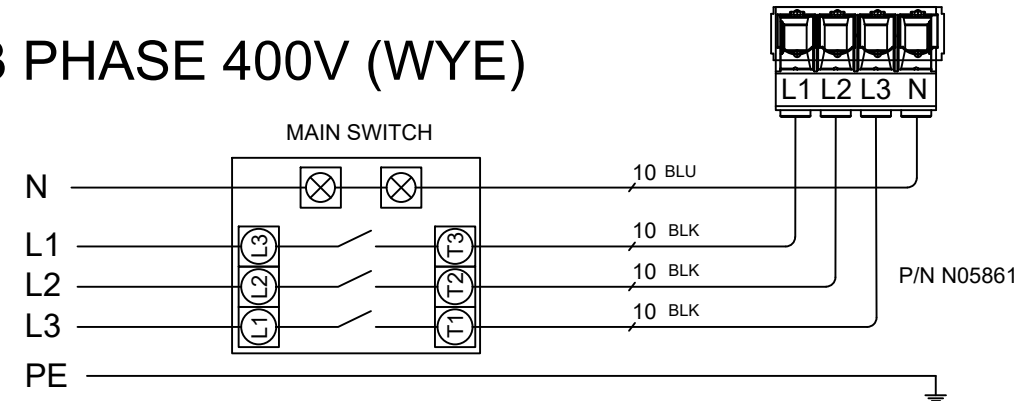 3 PHASE 400V (WYE)
L1 L2 L3 N
MAIN SWITCH
N
10 BLU
L1
L3
T3
10 BLK
L2
L2
T2
10 BLK
P/N N05861
L3
L1
T1
10 BLK
PE